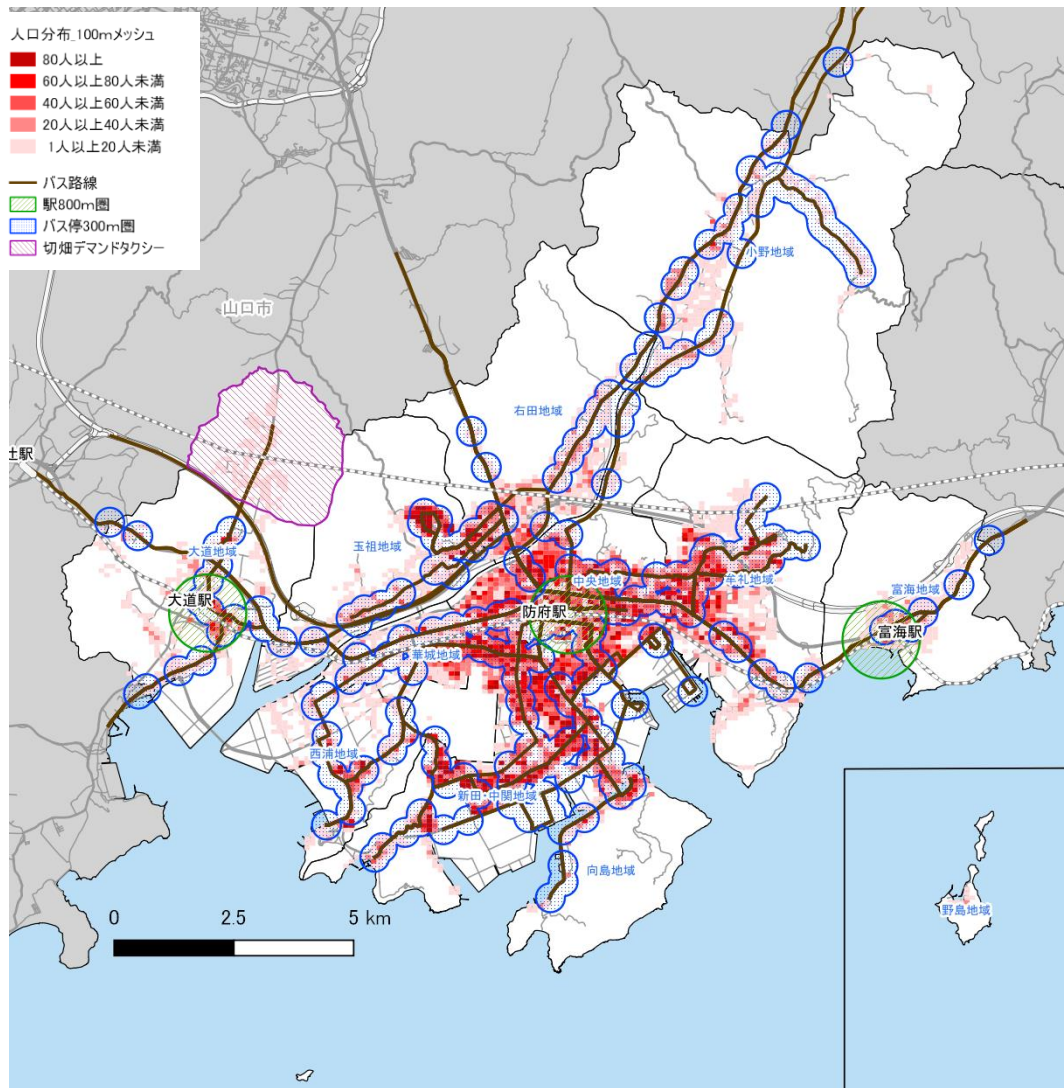 人口分布_100mメッシュ
80人以上
60人以上80人未満
40人以上60人未満
20人以上40人未満
1人以上20人未満
バス路線
駅800m圏
バス停300m圏
切畑デマンドタクシー
山口市
小野地域
右田地域
辻駅
玉祖地域
大道地域
大道駅
中央地域
牟礼地域
防府駅
富海地域
富海駅
華城地域
西浦地域
新田・中関地域
向島地域
野島地域
0 2.5 5 km